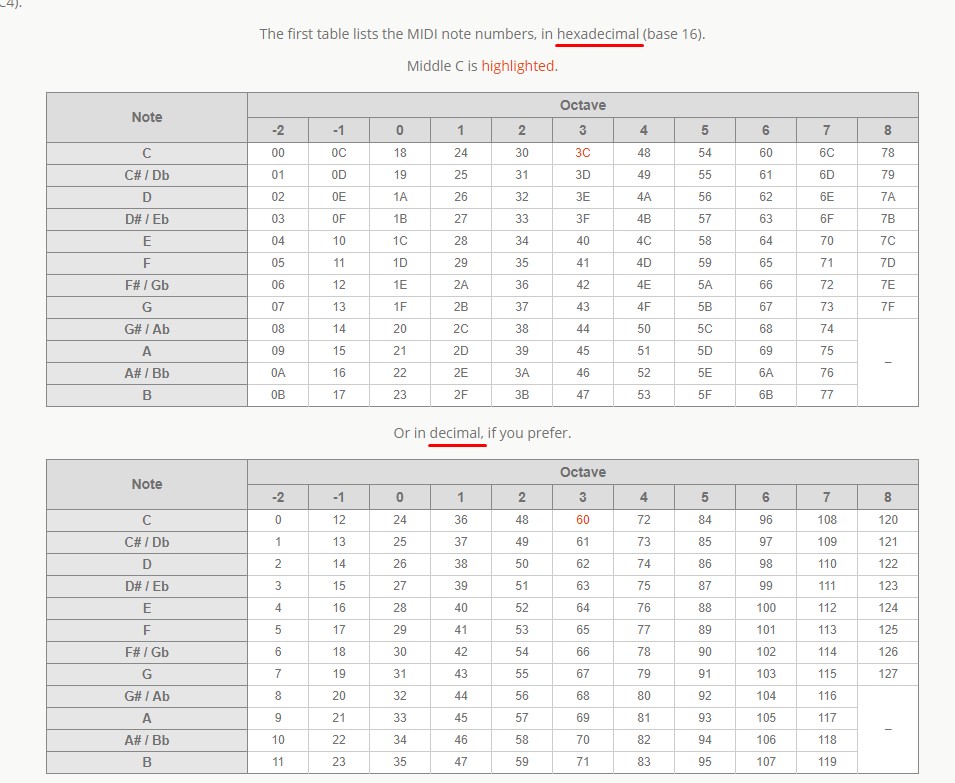 C4).
The first table lists the MIDI note numbers, in hexadecimal (base 16).
Middle C is highlighted.
Note Octave
-2 -1 0 1 2 3 4 5 6 7 8
C 00 0C 18 24 30 3C 48 54 60 6C 78
C# / Db 01 0D 19 25 31 3D 49 55 61 6D 79
D 02 0E 1A 26 32 3E 4A 56 62 6E 7A
D# / Eb 03 0F 1B 27 33 3F 4B 57 63 6F 7B
E 04 10 1C 28 34 40 4C 58 64 70 7C
F 05 11 1D 29 35 41 4D 59 65 71 7D
F# / Gb 06 12 1E 2A 36 42 4E 5A 66 72 7E
G 07 13 1F 2B 37 43 4F 5B 67 73 7F
G# / Ab 08 14 20 2C 38 44 50 5C 68 74
A 09 15 21 2D 39 45 51 5D 69 75 –
A# / Bb 0A 16 22 2E 3A 46 52 5E 6A 76
B 0B 17 23 2F 3B 47 53 5F 6B 77
Or in decimal, if you prefer.
Note Octave
-2 -1 0 1 2 3 4 5 6 7 8
C 0 12 24 36 48 60 72 84 96 108 120
C# / Db 1 13 25 37 49 61 73 85 97 109 121
D 2 14 26 38 50 62 74 86 98 110 122
D# / Eb 3 15 27 39 51 63 75 87 99 111 123
E 4 16 28 40 52 64 76 88 100 112 124
F 5 17 29 41 53 65 77 89 101 113 125
F# / Gb 6 18 30 42 54 66 78 90 102 114 126
G 7 19 31 43 55 67 79 91 103 115 127
G# / Ab 8 20 32 44 56 68 80 92 104 116
A 9 21 33 45 57 69 81 93 105 117 –
A# / Bb 10 22 34 46 58 70 82 94 106 118
B 11 23 35 47 59 71 83 95 107 119